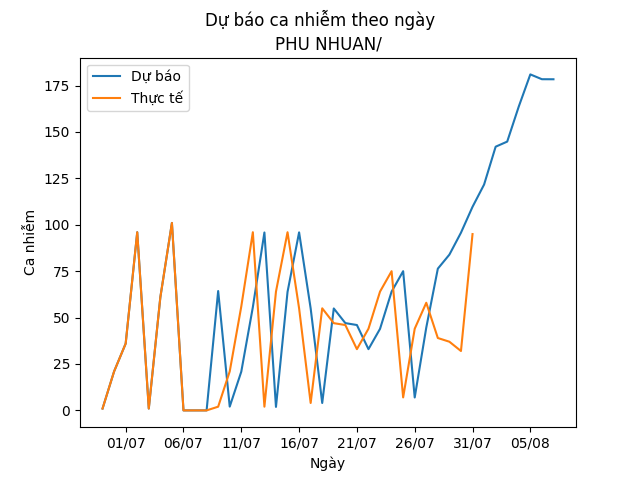 Dự báo ca nhiễm theo ngày
PHU NHUAN/
Dự báo
Thực tế
Ca nhiễm
175
150
125
100
75
50
25
0
01/07 06/07 11/07 16/07 21/07 26/07 31/07 05/08
Ngày